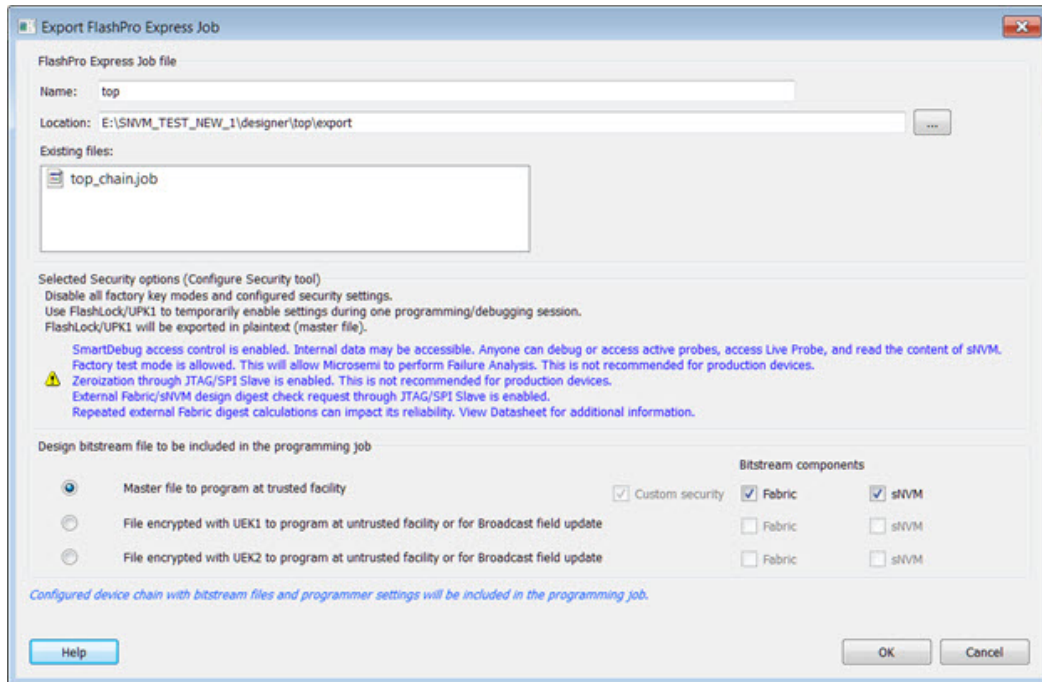 Export FlashPro Express Job
FlashPro Express Job file
Name: top
Location: E:\SNVM_TEST_NEW_1\designer\top\export ...
Existing files:
top_chain.job
Selected Security options (Configure Security tool)
Disable all factory key modes and configured security settings.
Use FlashLock/UPK1 to temporarily enable settings during one programming/debugging session.
FlashLock/UPK1 will be exported in plaintext (master file).
SmartDebug access control is enabled. Internal data may be accessible. Anyone can debug or access active probes, access Live Probe, and read the content of sNVM.
Factory test mode is allowed. This will allow Microsemi to perform Failure Analysis. This is not recommended for production devices.
Zeroization through JTAG/SPI Slave is enabled. This is not recommended for production devices.
External Fabric/sNVM design digest check request through JTAG/SPI Slave is enabled.
Repeated external Fabric digest calculations can impact its reliability. View Datasheet for additional information.
Design bitstream file to be included in the programming job
Bitstream components
Master file to program at trusted facility Custom security Fabric sNVM
File encrypted with UEK1 to program at untrusted facility or for Broadcast field update Fabric sNVM
File encrypted with UEK2 to program at untrusted facility or for Broadcast field update Fabric sNVM
Configured device chain with bitstream files and programmer settings will be included in the programming job.
Help OK Cancel